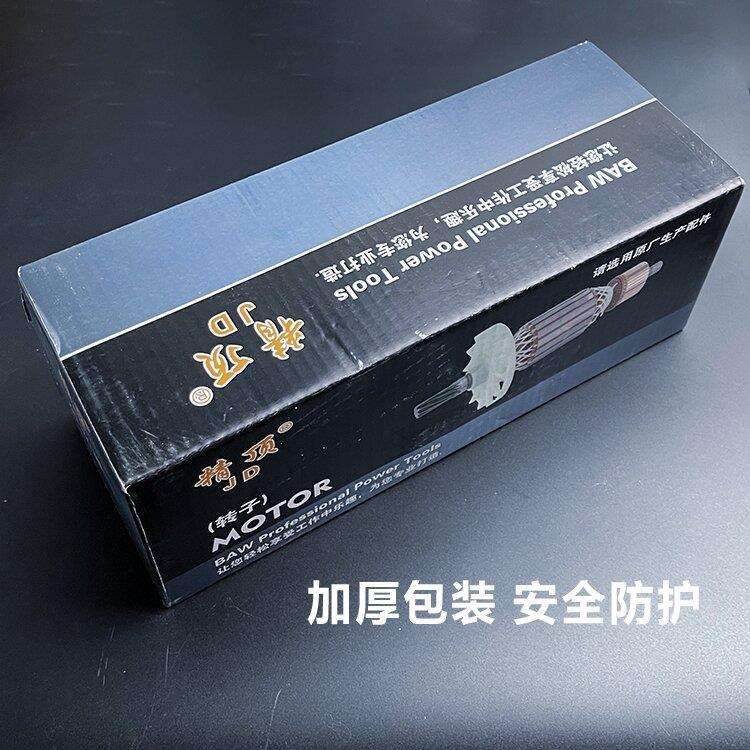 BAW Professional Power Tools
让您轻松享受工作中乐趣，为您专业打造.
精顶®
JD
请选用原厂生产配件
精顶®
JD
(转子)
MOTOR
BAW Professional Power Tools
让您轻松享受工作中乐趣，为您专业打造
加厚包装 安全防护